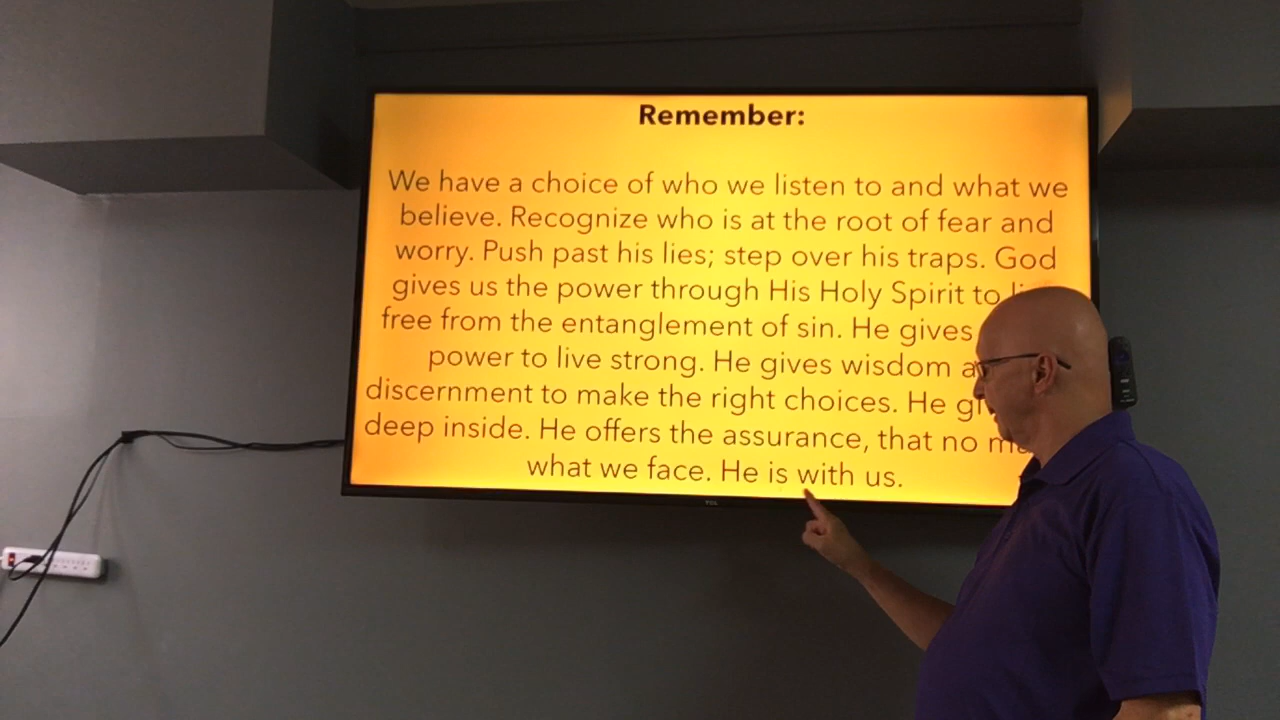 Remember:
We have a choice of who we listen to and what we
believe. Recognize who is at the root of fear and
worry. Push past his lies; step over his traps. God
gives us the power through His Holy Spirit to
free from the entanglement of sin. He gives
power to live strong. He gives wisdom
discernment to make the right choices. He
deep inside. He offers the assurance, that no
what we face. He is with us.
TCL